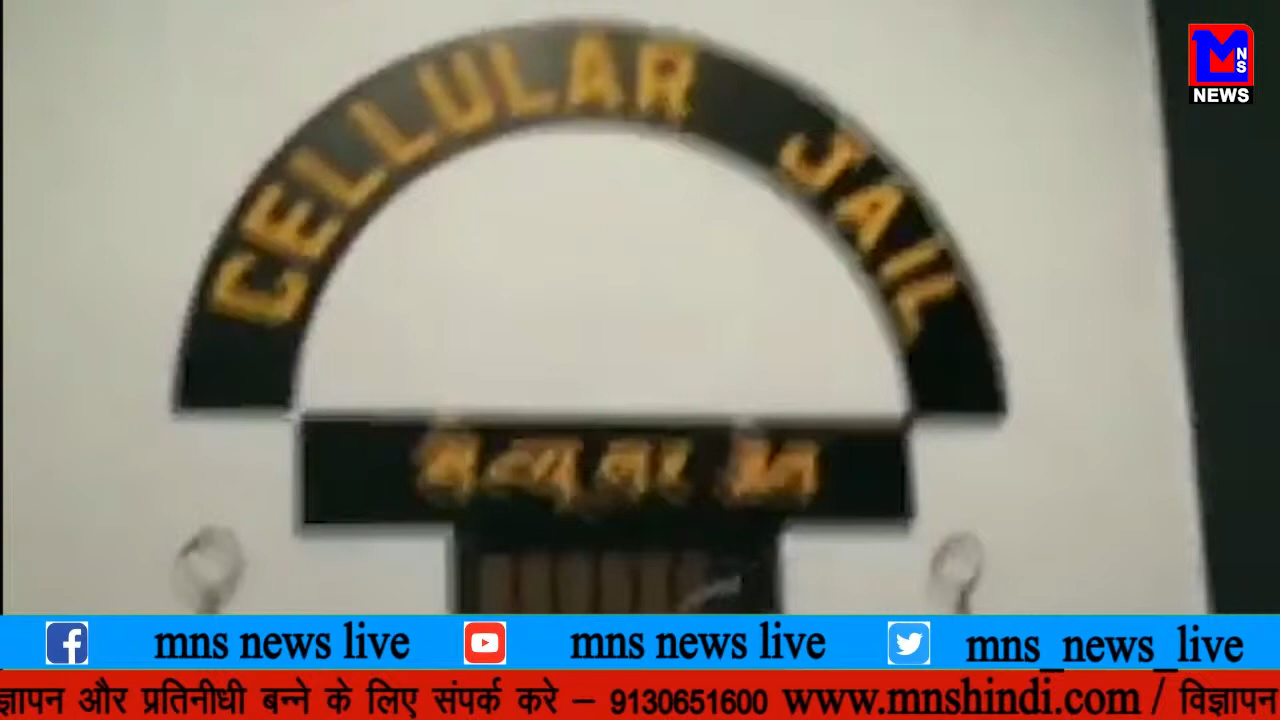 MNS
NEWS
CELLULAR JAIL
सेल्यूलर जेल
mns news live mns news live mns_news_live
ज्ञापन और प्रतिनीधी बन्ने के लिए संपर्क करे – 9130651600 www.mnshindi.com / विज्ञापन